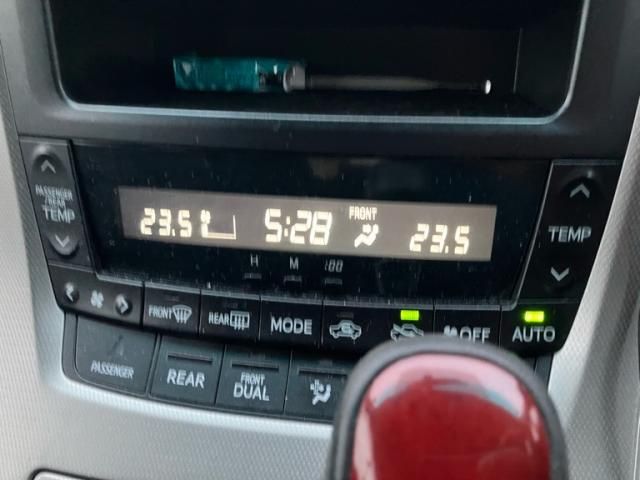 PASSENGER
/REAR
TEMP
23.5
5:28
FRONT
23.5
TEMP
H
M
:00
FRONT
REAR
MODE
OFF
AUTO
PASSENGER
REAR
FRONT
DUAL